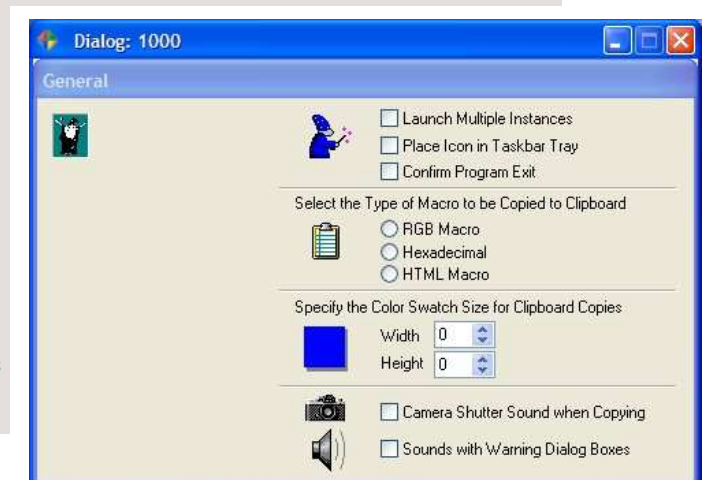 Dialog: 1000
General
Launch Multiple Instances
Place Icon in Taskbar Tray
Confirm Program Exit
Select the Type of Macro to be Copied to Clipboard
RGB Macro
Hexadecimal
HTML Macro
Specify the Color Swatch Size for Clipboard Copies
Width 0
Height 0
Camera Shutter Sound when Copying
Sounds with Warning Dialog Boxes